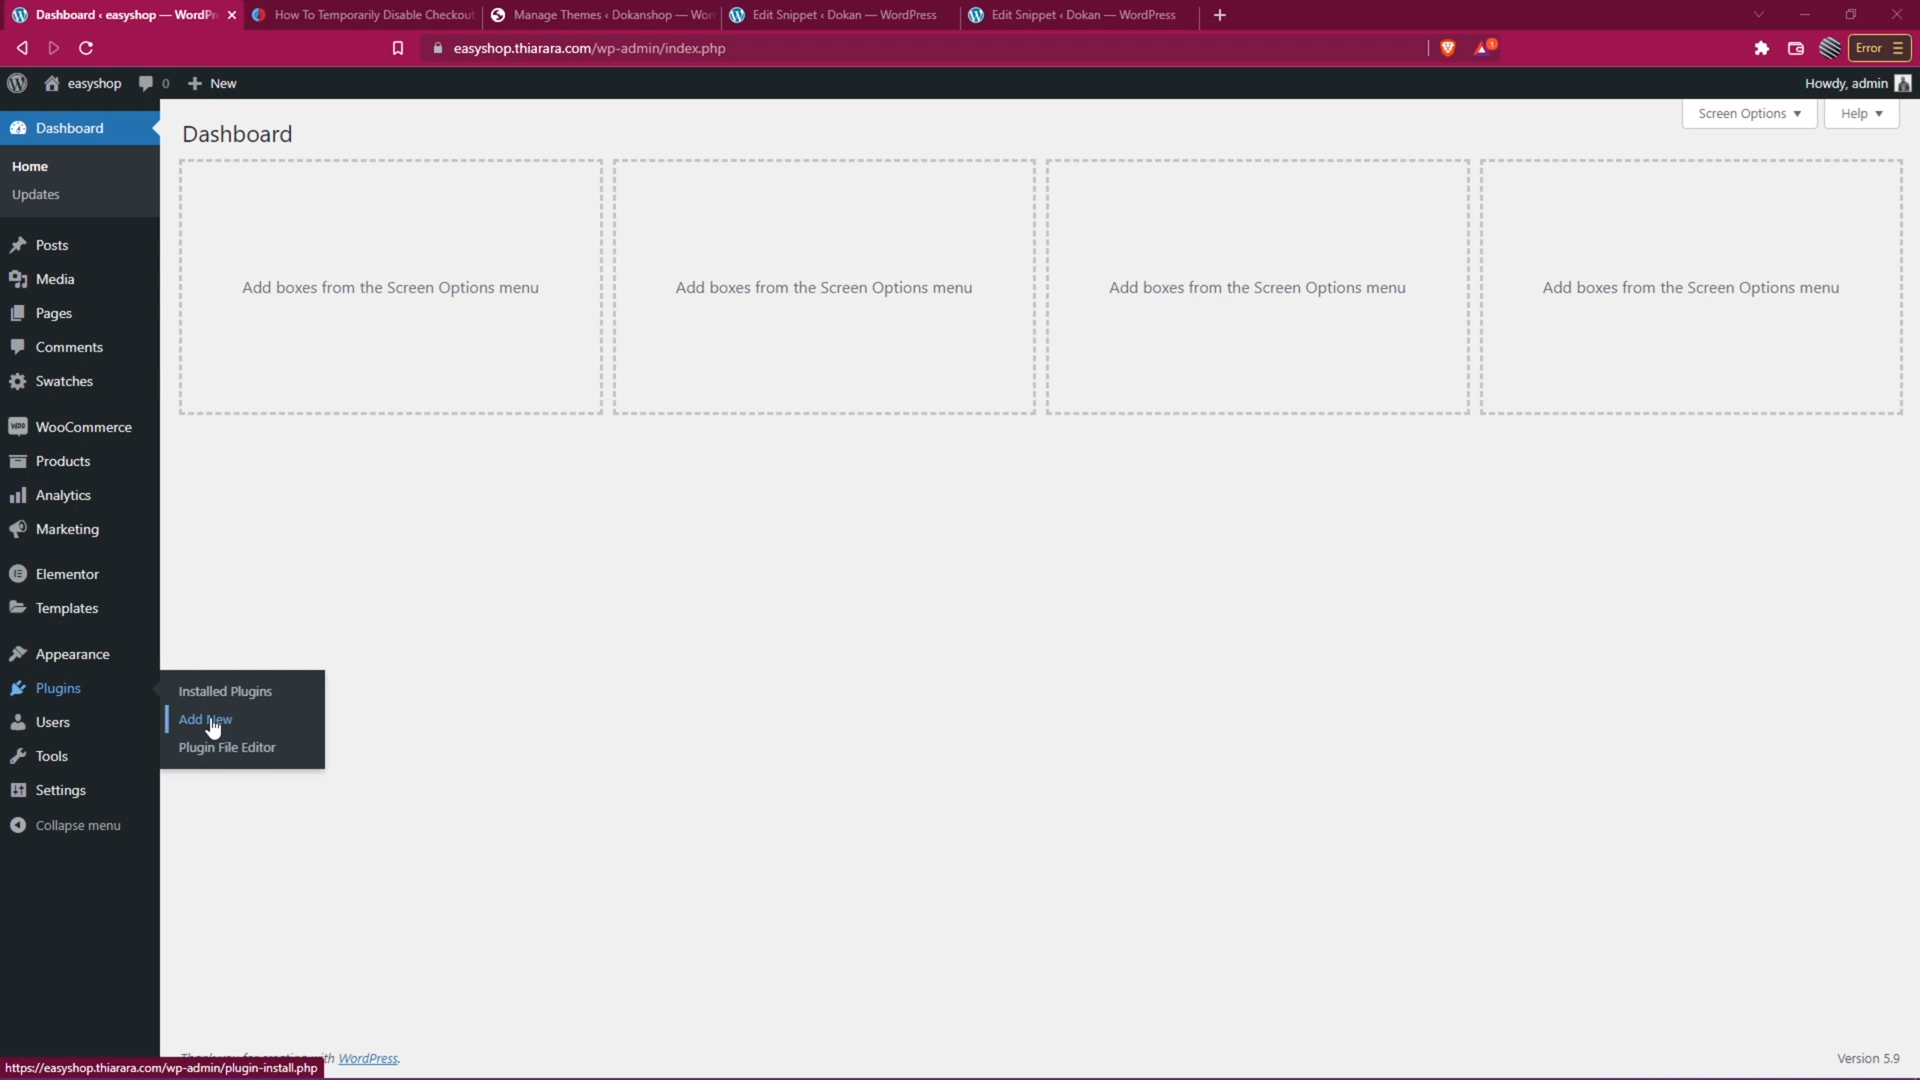 Dashboard ‹ easyshop — WordPr
How To Temporarily Disable Checkout
Manage Themes ‹ Dokanshop — Wor
Edit Snippet ‹ Dokan — WordPress
Edit Snippet ‹ Dokan — WordPress
easyshop.thiarara.com/wp-admin/index.php
1
Error
easyshop
0
New
Howdy, admin
Dashboard
Home
Updates
Posts
Media
Pages
Comments
Swatches
WooCommerce
Products
Analytics
Marketing
Elementor
Templates
Appearance
Plugins
Users
Tools
Settings
Collapse menu
Installed Plugins
Add New
Plugin File Editor
Screen Options
Help
Dashboard
Add boxes from the Screen Options menu
Add boxes from the Screen Options menu
Add boxes from the Screen Options menu
Add boxes from the Screen Options menu
WordPress.
Version 5.9
https://easyshop.thiarara.com/wp-admin/plugin-install.php